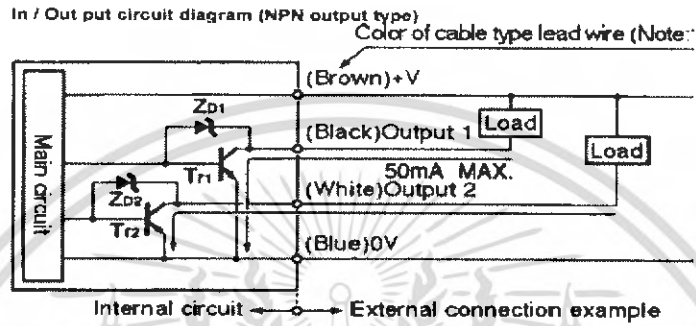 In / Out put circuit diagram (NPN output type)
Color of cable type lead wire (Note:
(Brown)+V
ZD1
(Black)Output 1
Load
Load
Main circuit
Tr1
50mA MAX.
ZD2
(White)Output 2
Tr2
(Blue)0V
Internal circuit
External connection example